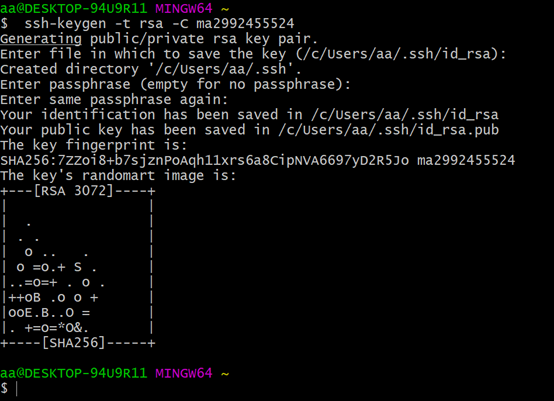 aa@DESKTOP-94U9R11 MINGW64 ~
$  ssh-keygen -t rsa -C ma2992455524
Generating public/private rsa key pair.
Enter file in which to save the key (/c/Users/aa/.ssh/id_rsa):
Created directory '/c/Users/aa/.ssh'.
Enter passphrase (empty for no passphrase):
Enter same passphrase again:
Your identification has been saved in /c/Users/aa/.ssh/id_rsa
Your public key has been saved in /c/Users/aa/.ssh/id_rsa.pub
The key fingerprint is:
SHA256:7ZZoi8+b7sjznPoAqh11xrs6a8CipNVA6697yD2R5Jo ma2992455524
The key's randomart image is:
+---[RSA 3072]----+
|                 |
|  .              |
| . .             |
|  o ..   .       |
| o =o.+ S .      |
|..=o=+ . o .     |
|++oB .o o +      |
|ooE.B..O =       |
|. +=o=*O&.       |
+----[SHA256]-----+
aa@DESKTOP-94U9R11 MINGW64 ~
$